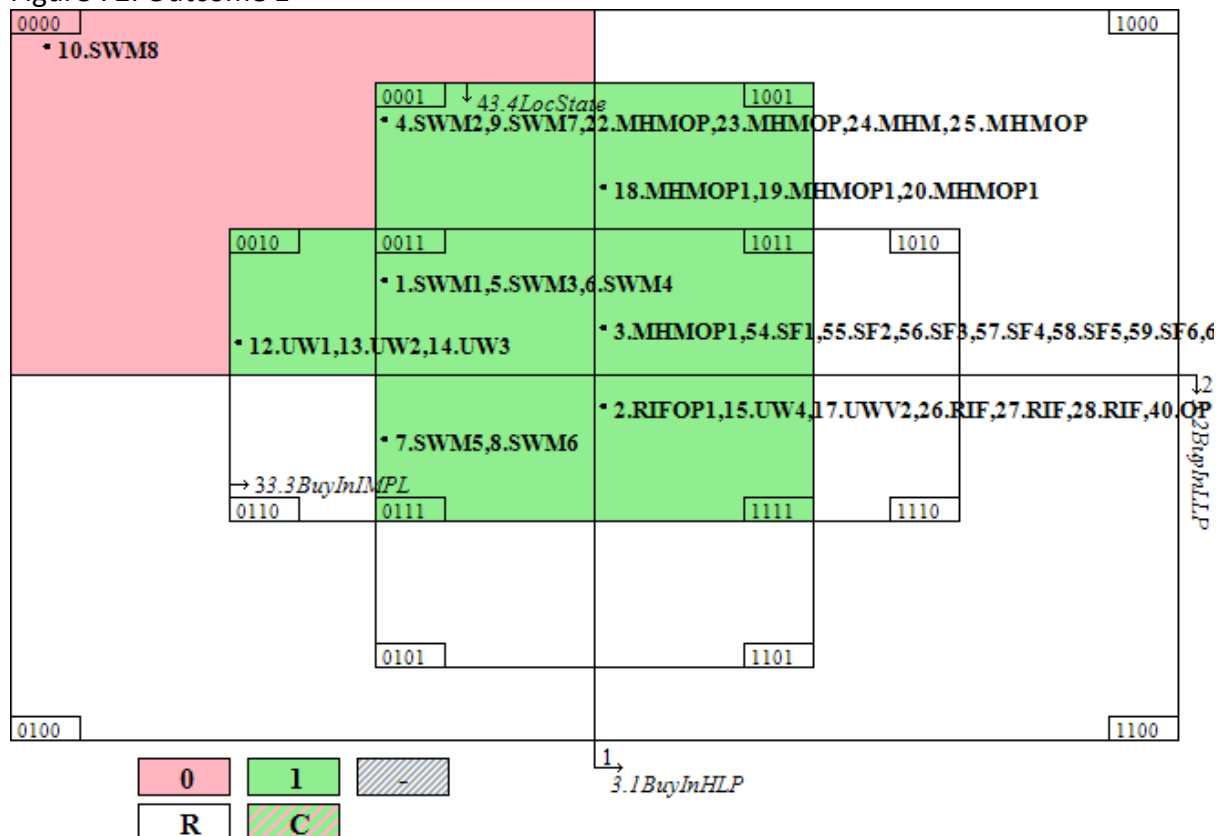 0000
1000
10.SWM8
0001
43.4LocState
1001
4.SWM2,9.SWM7,22.MHMOP,23.MHMOP,24.MHM,25.MHMOP
18.MHMOP1,19.MHMOP1,20.MHMOP1
0010
0011
1011
1010
1.SWM1,5.SWM3,6.SWM4
3.MHMOP1,54.SF1,55.SF2,56.SF3,57.SF4,58.SF5,59.SF6,6
12.UW1,13.UW2,14.UW3
2
3.2BuyInLLP
2.RIFOP1,15.UW4,17.UWV2,26.RIF,27.RIF,28.RIF,40.OP
7.SWM5,8.SWM6
33.3BuyInIMPL
0110
0111
1111
1110
0101
1101
0100
1100
1
3.1BuyInHLP
0
1
-
R
C